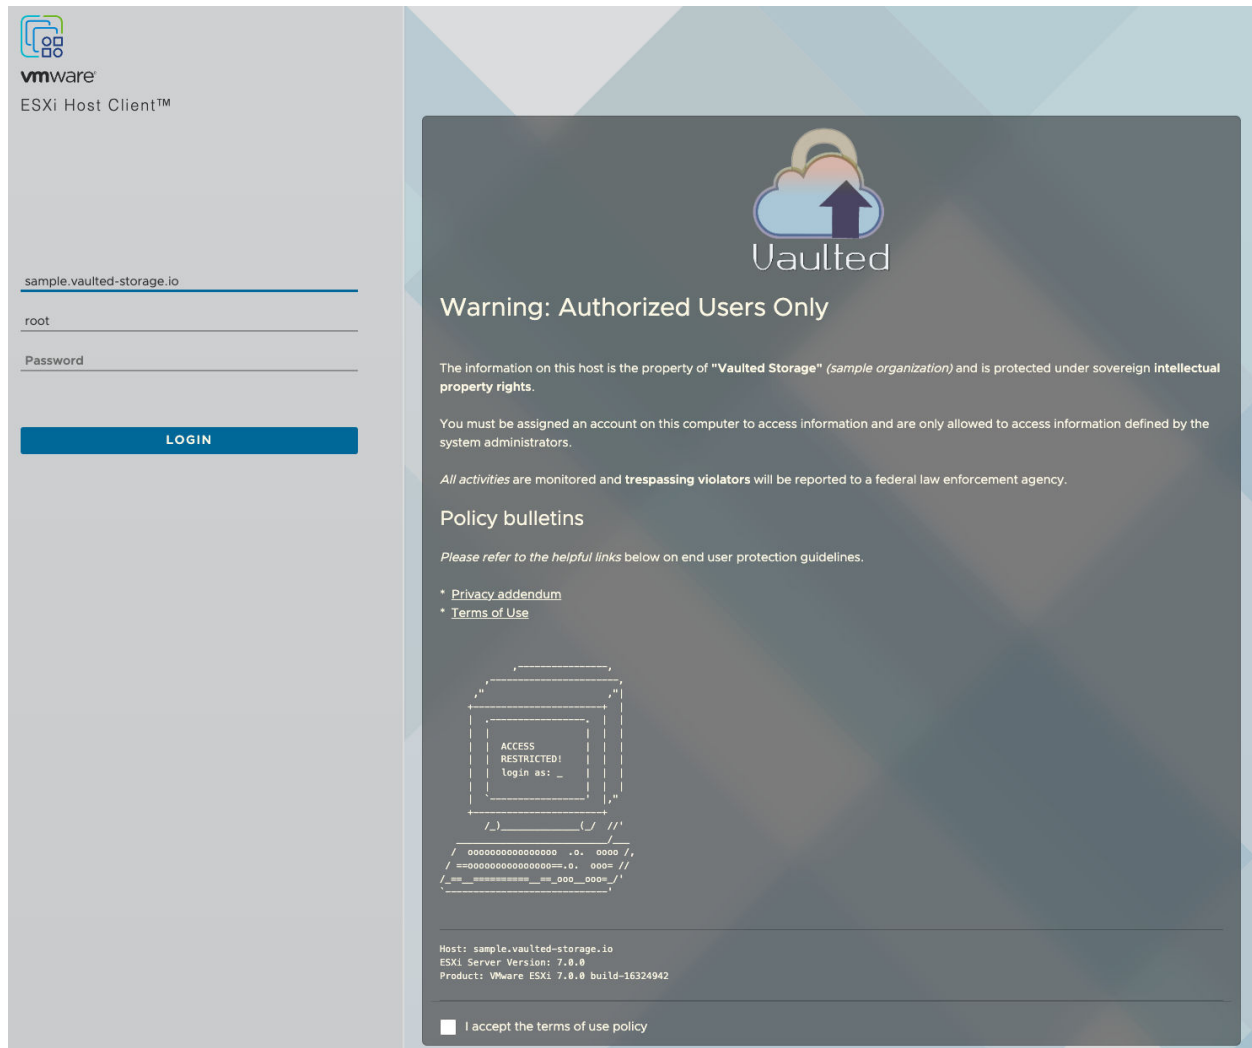 vmware®
ESXi Host Client™
sample.vaulted-storage.io
root
Password
LOGIN
Vaulted
Warning: Authorized Users Only
The information on this host is the property of "Vaulted Storage" (sample organization) and is protected under sovereign intellectual
property rights.
You must be assigned an account on this computer to access information and are only allowed to access information defined by the
system administrators.
All activities are monitored and trespassing violators will be reported to a federal law enforcement agency.
Policy bulletins
Please refer to the helpful links below on end user protection guidelines.
* Privacy addendum
* Terms of Use
ACCESS
RESTRICTED!
login as: _
Host: sample.vaulted-storage.io
ESXi Server Version: 7.0.0
Product: VMware ESXi 7.0.0 build-16324942
I accept the terms of use policy